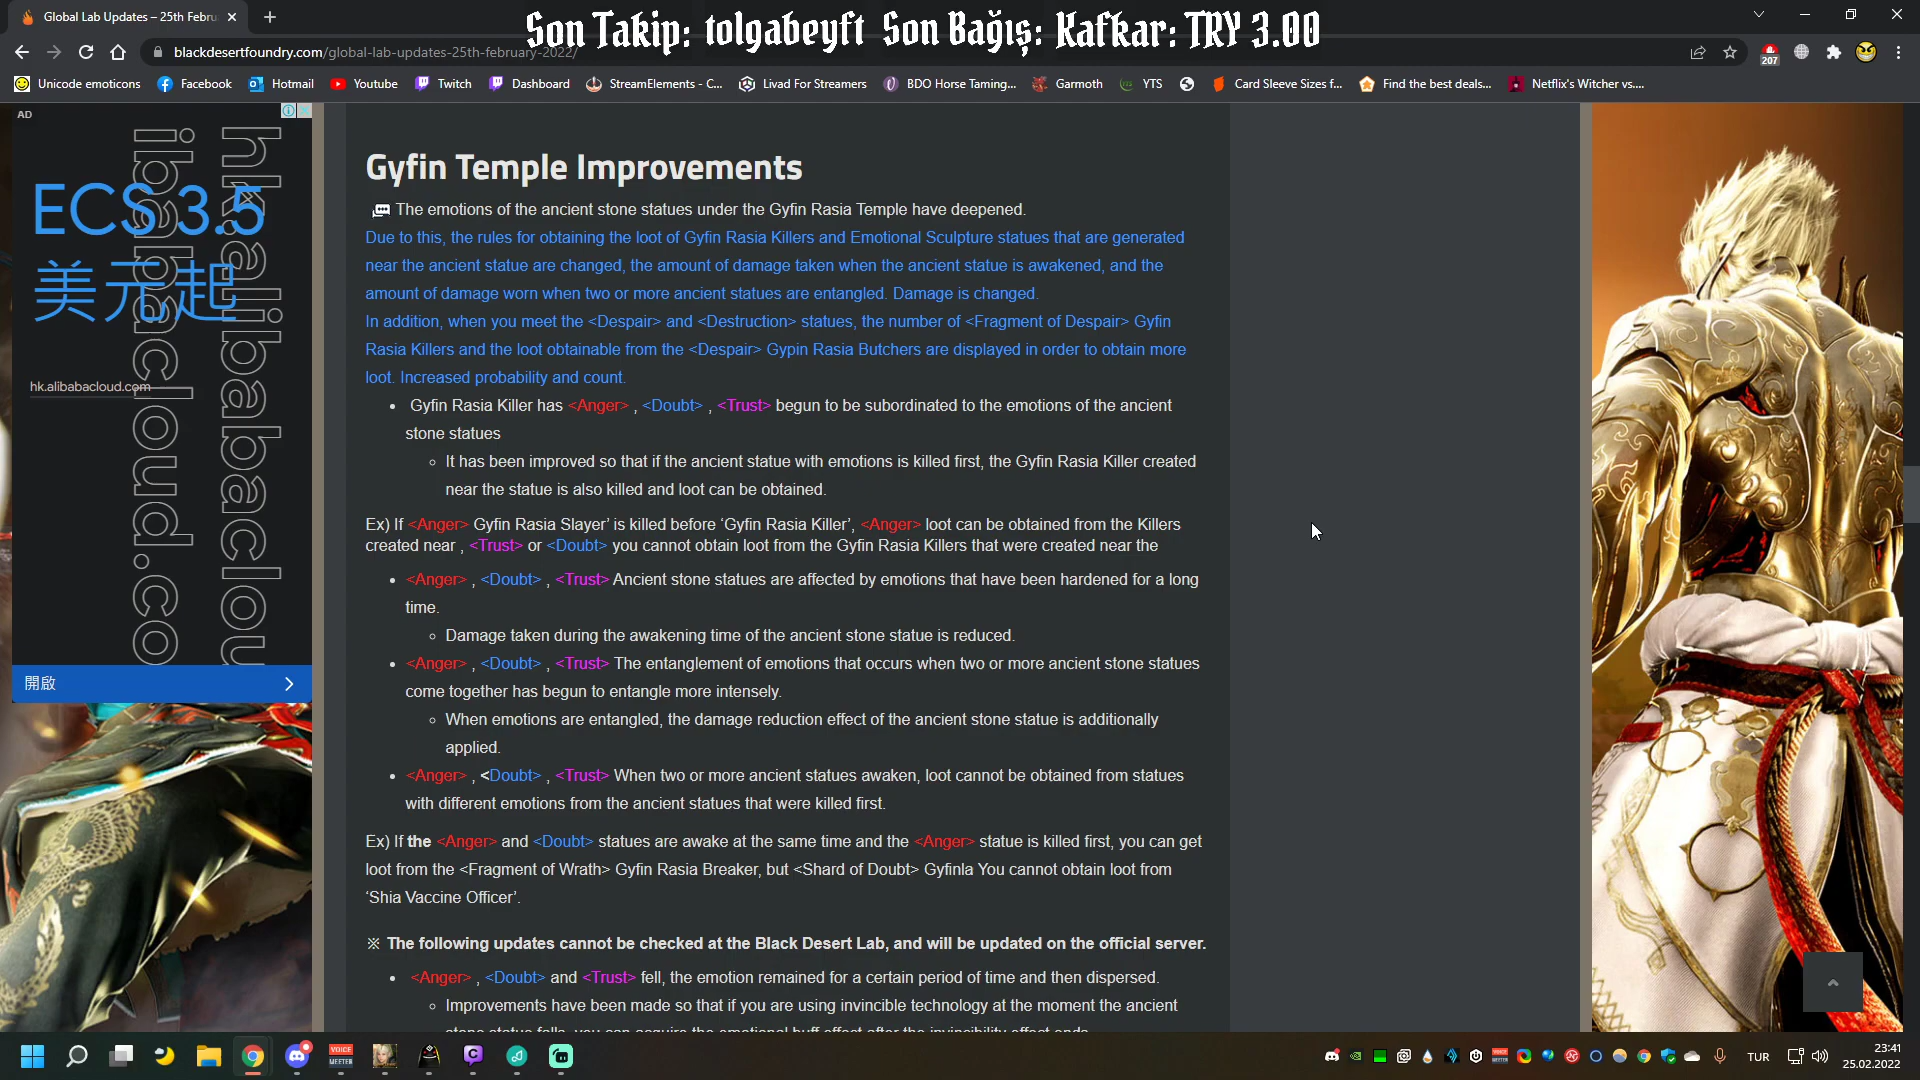 Global Lab Updates – 25th Febru
Son Takip: tolgabeyft Son Bağış: Kafkar: TRY 3.00
blackdesertfoundry.com/global-lab-updates-25th-february-2022/
207
Unicode emoticons Facebook Hotmail Youtube Twitch Dashboard StreamElements - C... Livad For Streamers BDO Horse Taming... Garmoth YTS Card Sleeve Sizes f... Find the best deals... Netflix's Witcher vs....
AD
ECS 3.5
美元起
hk.alibabacloud.com
hk.alibabaclou
ibabacloud.co
開啟
Gyfin Temple Improvements
The emotions of the ancient stone statues under the Gyfin Rasia Temple have deepened.
Due to this, the rules for obtaining the loot of Gyfin Rasia Killers and Emotional Sculpture statues that are generated
near the ancient statue are changed, the amount of damage taken when the ancient statue is awakened, and the
amount of damage worn when two or more ancient statues are entangled. Damage is changed.
In addition, when you meet the <Despair> and <Destruction> statues, the number of <Fragment of Despair> Gyfin
Rasia Killers and the loot obtainable from the <Despair> Gypin Rasia Butchers are displayed in order to obtain more
loot. Increased probability and count.
• Gyfin Rasia Killer has <Anger> , <Doubt> , <Trust> begun to be subordinated to the emotions of the ancient
stone statues
◦ It has been improved so that if the ancient statue with emotions is killed first, the Gyfin Rasia Killer created
near the statue is also killed and loot can be obtained.
Ex) If <Anger> Gyfin Rasia Slayer’ is killed before ‘Gyfin Rasia Killer’, <Anger> loot can be obtained from the Killers
created near , <Trust> or <Doubt> you cannot obtain loot from the Gyfin Rasia Killers that were created near the
• <Anger> , <Doubt> , <Trust> Ancient stone statues are affected by emotions that have been hardened for a long
time.
◦ Damage taken during the awakening time of the ancient stone statue is reduced.
• <Anger> , <Doubt> , <Trust> The entanglement of emotions that occurs when two or more ancient stone statues
come together has begun to entangle more intensely.
◦ When emotions are entangled, the damage reduction effect of the ancient stone statue is additionally
applied.
• <Anger> , <Doubt> , <Trust> When two or more ancient statues awaken, loot cannot be obtained from statues
with different emotions from the ancient statues that were killed first.
Ex) If the <Anger> and <Doubt> statues are awake at the same time and the <Anger> statue is killed first, you can get
loot from the <Fragment of Wrath> Gyfin Rasia Breaker, but <Shard of Doubt> Gyfinla You cannot obtain loot from
‘Shia Vaccine Officer’.
※ The following updates cannot be checked at the Black Desert Lab, and will be updated on the official server.
• <Anger> , <Doubt> and <Trust> fell, the emotion remained for a certain period of time and then dispersed.
◦ Improvements have been made so that if you are using invincible technology at the moment the ancient
stone statue falls, you can acquire the emotional buff effect after the invincibility effect ends.
VOICE
MEETER
TUR
23:41
25.02.2022